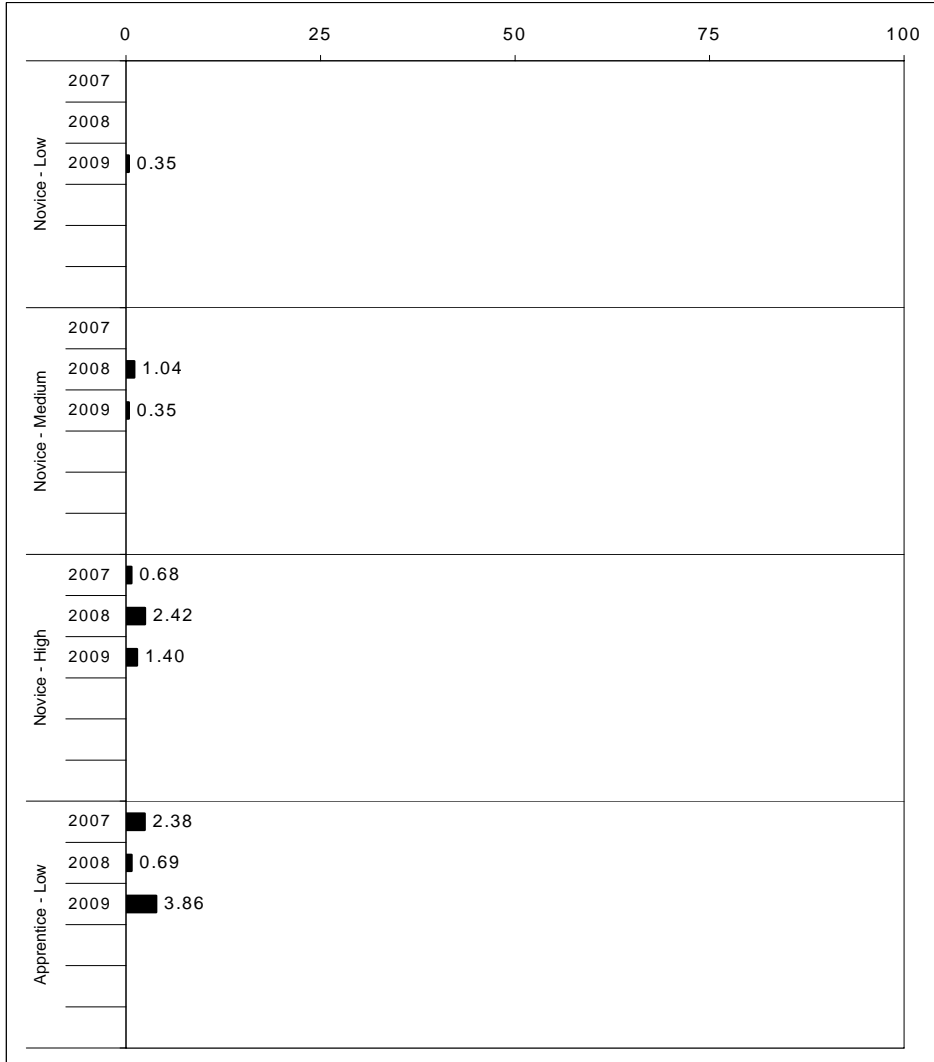 0 25 50 75 100
Novice - Low
2007
2008
2009 0.35
Novice - Medium
2007
2008 1.04
2009 0.35
Novice - High
2007 0.68
2008 2.42
2009 1.40
Apprentice - Low
2007 2.38
2008 0.69
2009 3.86